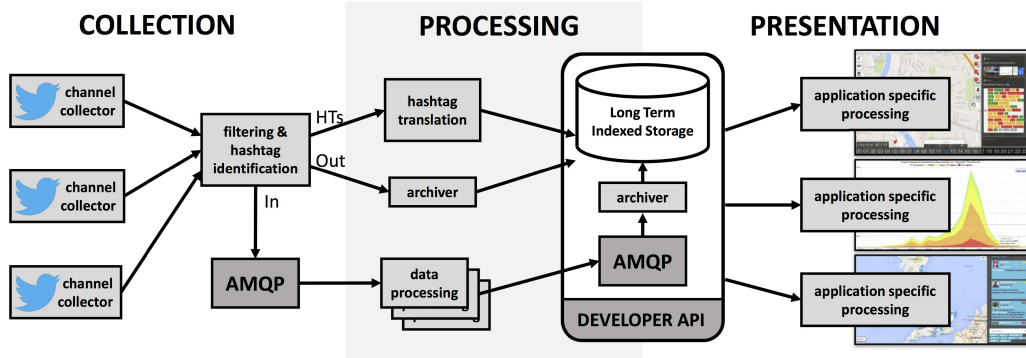 COLLECTION
PROCESSING
PRESENTATION
channel
collector
channel
collector
channel
collector
filtering &
hashtag
identification
HTs
Out
In
AMQP
hashtag
translation
archiver
data
processing
Long Term
Indexed Storage
archiver
AMQP
DEVELOPER API
application specific
processing
application specific
processing
application specific
processing